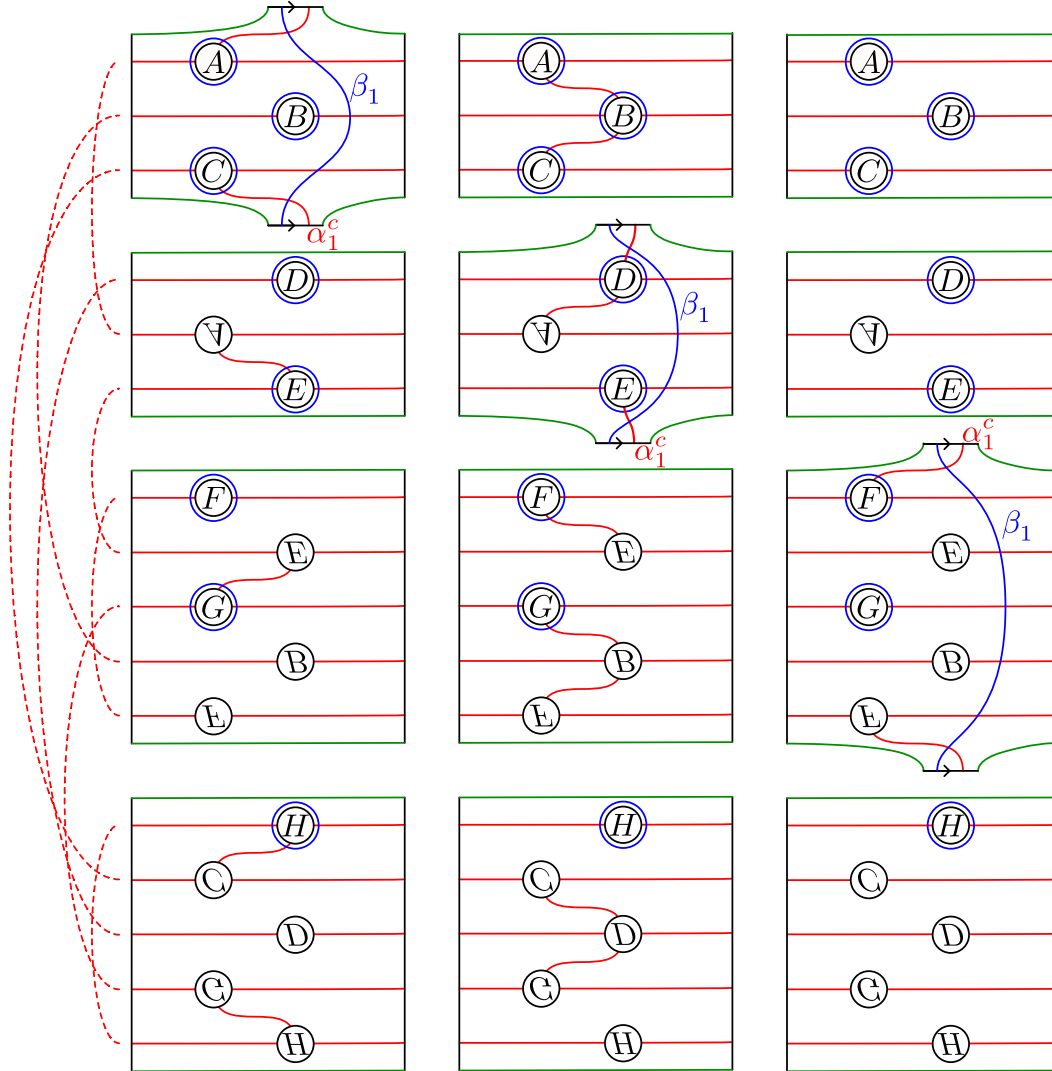 A A A
β₁
B B B
C C C
α₁ᶜ
D D D
β₁
A A A
E E E
α₁ᶜ
α₁ᶜ
F F F
β₁
E E E
G G G
B B B
E E E
H H H
C C C
D D D
C C C
H H H